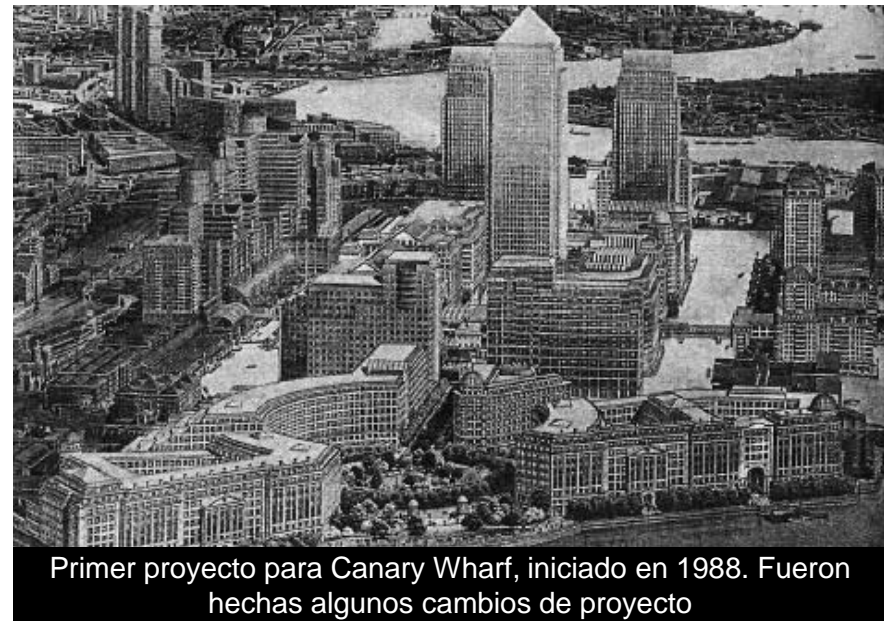 Primer proyecto para Canary Wharf, iniciado en 1988. Fueron
hechas algunos cambios de proyecto